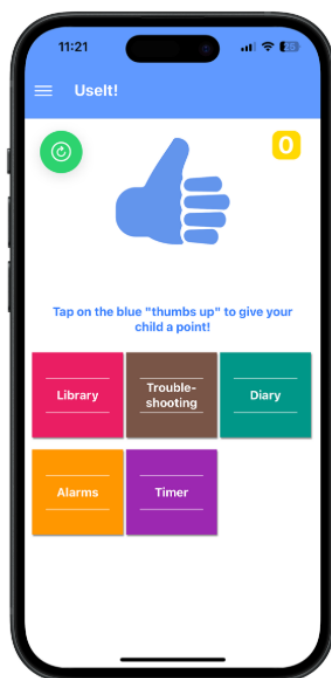 11:21
UseIt!
0
Tap on the blue "thumbs up" to give your
child a point!
Library
Trouble-
shooting
Diary
Alarms
Timer